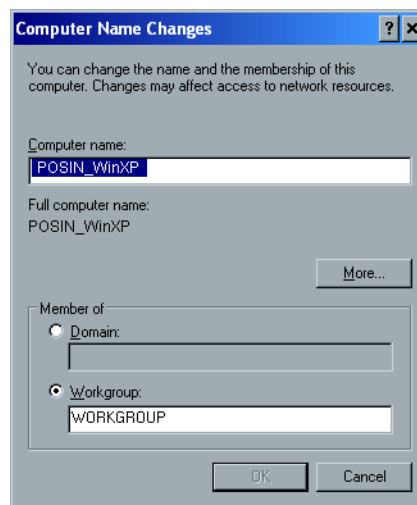 Computer Name Changes
You can change the name and the membership of this
computer. Changes may affect access to network resources.
Computer name:
POSIN_WinXP
Full computer name:
POSIN_WinXP
More...
Member of
Domain:
Workgroup:
WORKGROUP
OK
Cancel